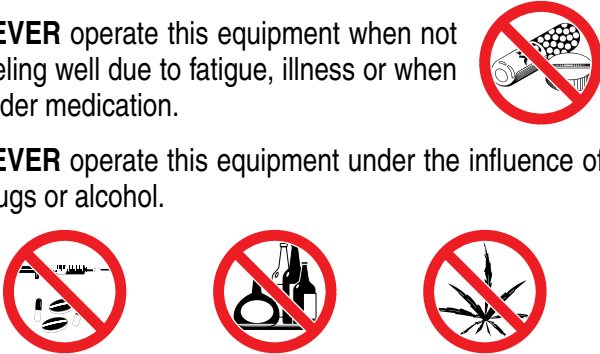 EVER operate this equipment when not
eling well due to fatigue, illness or when
der medication.
EVER operate this equipment under the influence of
ugs or alcohol.